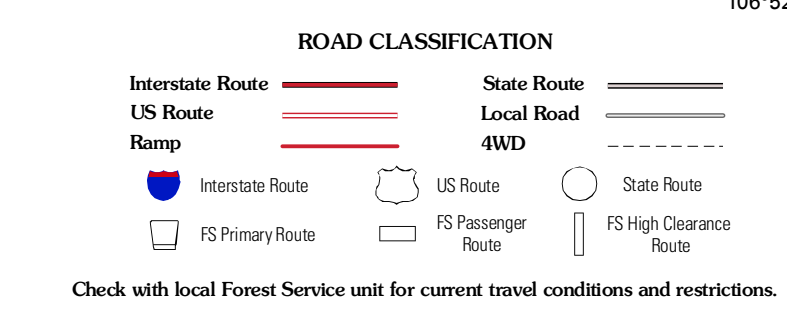 106°52
ROAD CLASSIFICATION
Interstate Route
State Route
US Route
Local Road
Ramp
4WD
Interstate Route
US Route
State Route
FS Primary Route
FS Passenger
Route
FS High Clearance
Route
Check with local Forest Service unit for current travel conditions and restrictions.